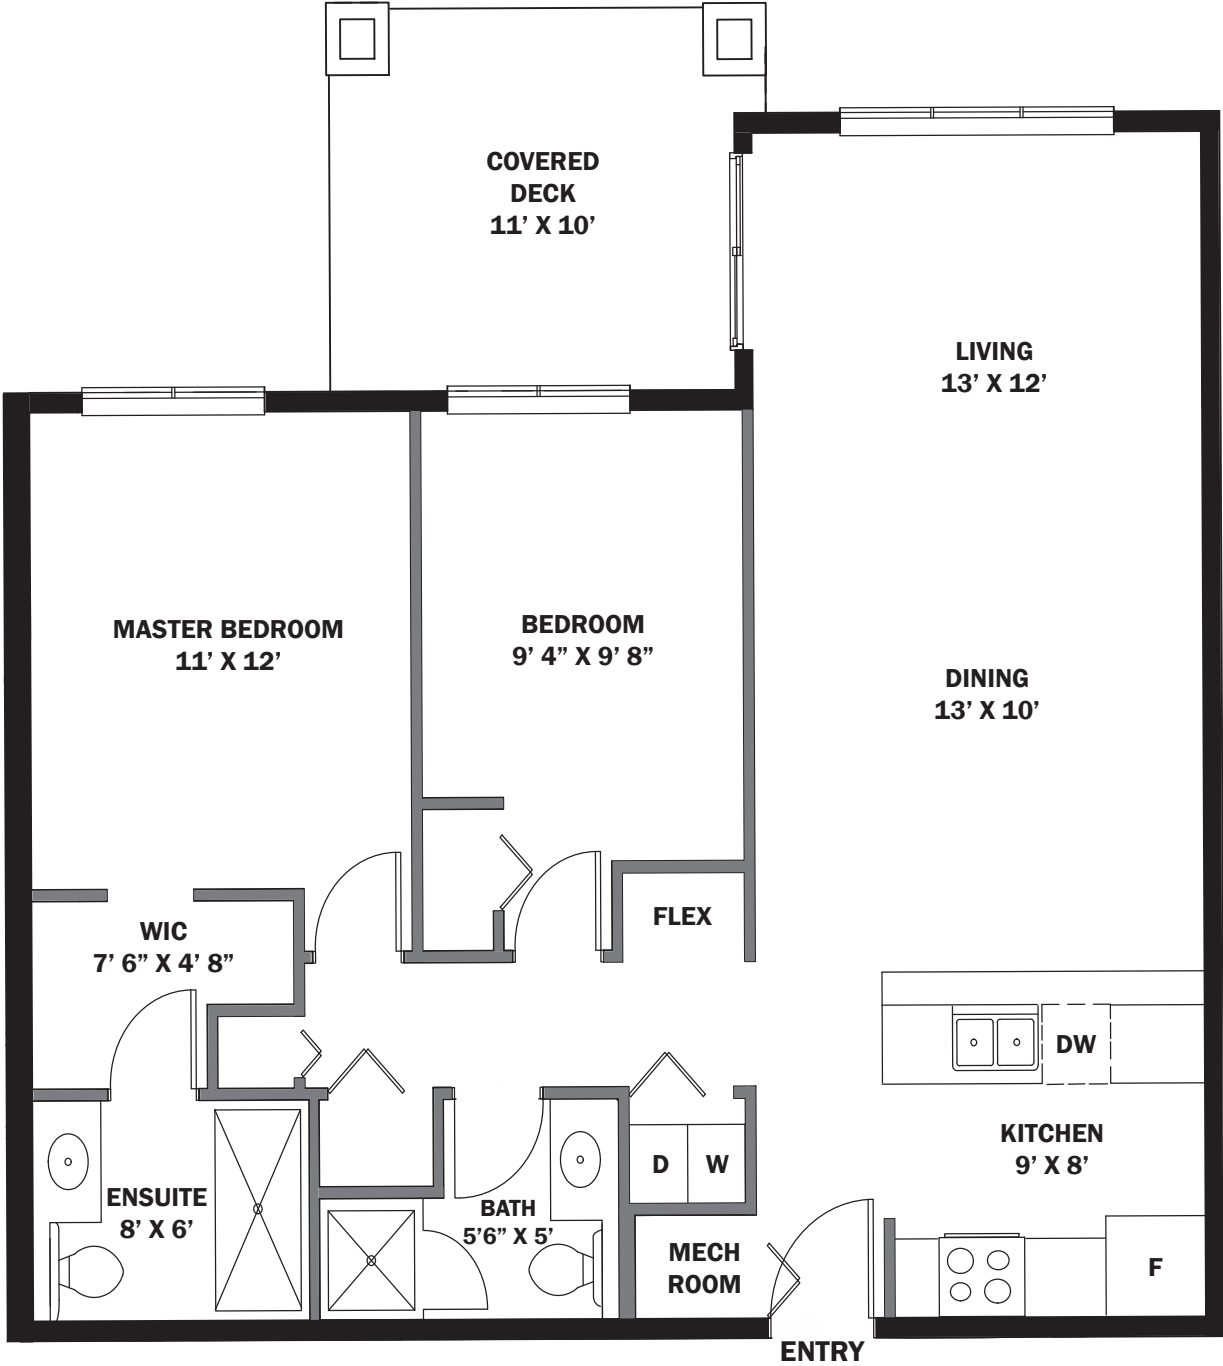 COVERED
DECK
11’ X 10’
LIVING
13’ X 12’
MASTER BEDROOM
11’ X 12’
BEDROOM
9’ 4” X 9’ 8”
DINING
13’ X 10’
WIC
7’ 6” X 4’ 8”
FLEX
DW
KITCHEN
9’ X 8’
D
W
ENSUITE
8’ X 6’
BATH
5’6” X 5’
MECH
ROOM
F
ENTRY